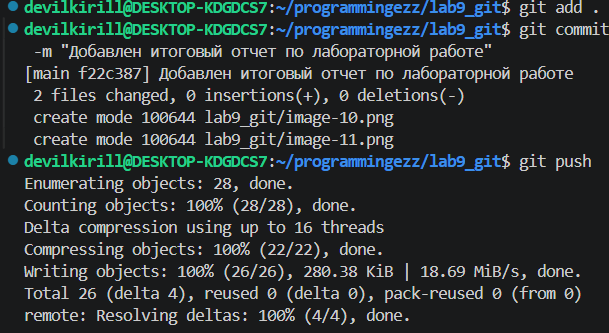 devilkirill@DESKTOP-KDGDCS7:~/programmingezz/lab9_git$ git add .
devilkirill@DESKTOP-KDGDCS7:~/programmingezz/lab9_git$ git commit
 -m "Добавлен итоговый отчет по лабораторной работе"
[main f22c387] Добавлен итоговый отчет по лабораторной работе
 2 files changed, 0 insertions(+), 0 deletions(-)
 create mode 100644 lab9_git/image-10.png
 create mode 100644 lab9_git/image-11.png
devilkirill@DESKTOP-KDGDCS7:~/programmingezz/lab9_git$ git push
Enumerating objects: 28, done.
Counting objects: 100% (28/28), done.
Delta compression using up to 16 threads
Compressing objects: 100% (22/22), done.
Writing objects: 100% (26/26), 280.38 KiB | 18.69 MiB/s, done.
Total 26 (delta 4), reused 0 (delta 0), pack-reused 0 (from 0)
remote: Resolving deltas: 100% (4/4), done.